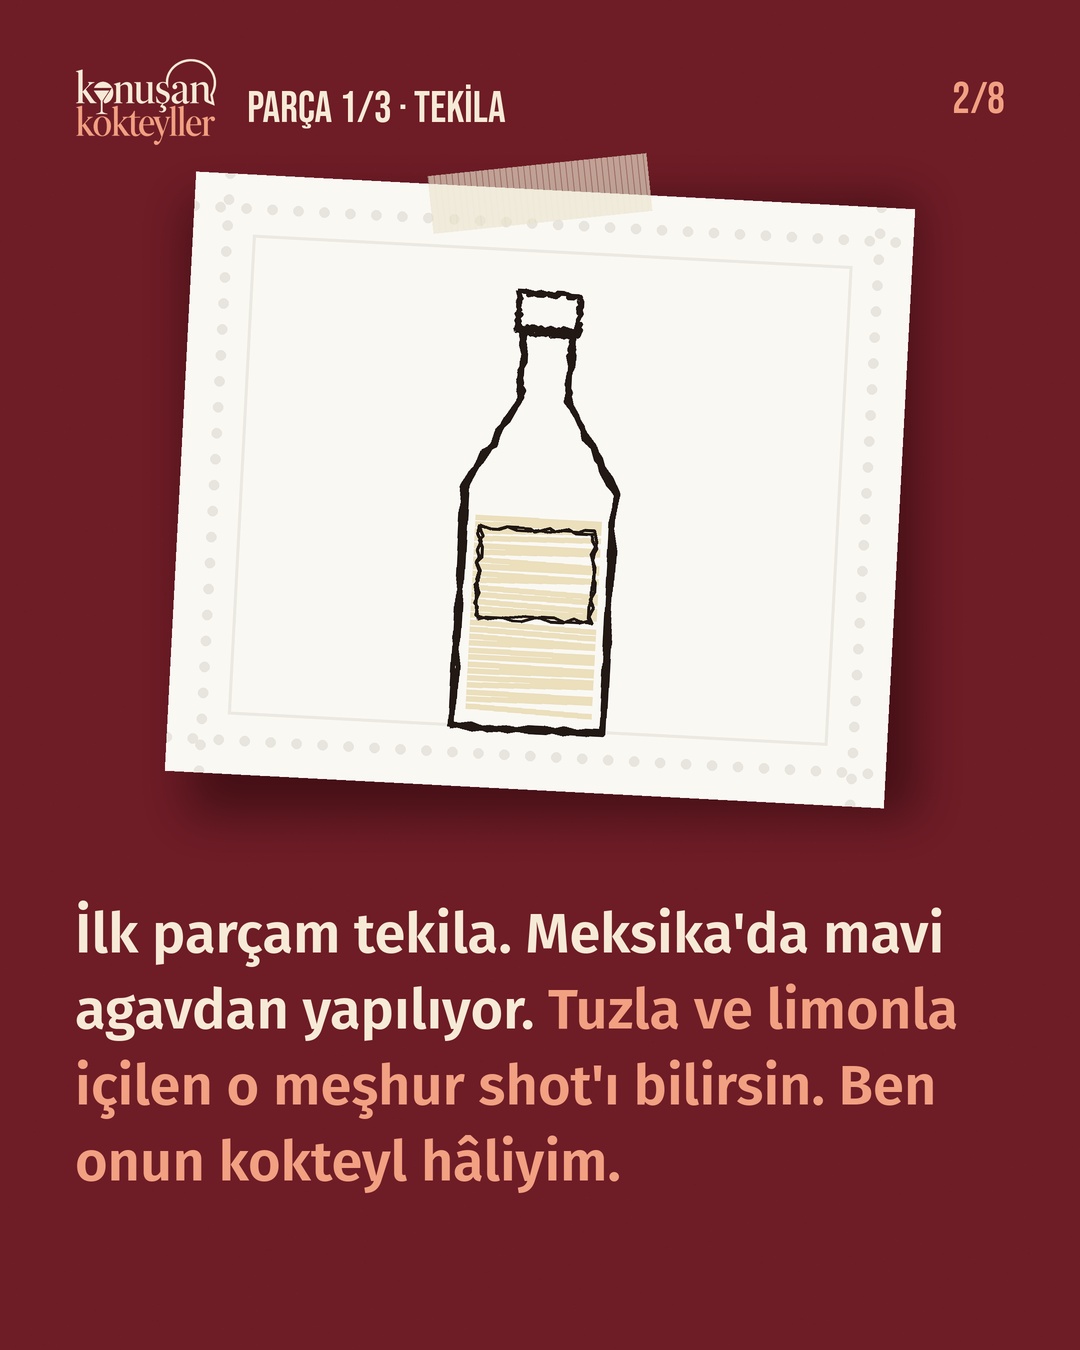 konuşan
kokteyller
PARÇA 1/3 · TEKİLA
2/8
İlk parçam tekila. Meksika'da mavi
agavdan yapılıyor. Tuzla ve limonla
içilen o meşhur shot'ı bilirsin. Ben
onun kokteyl hâliyim.